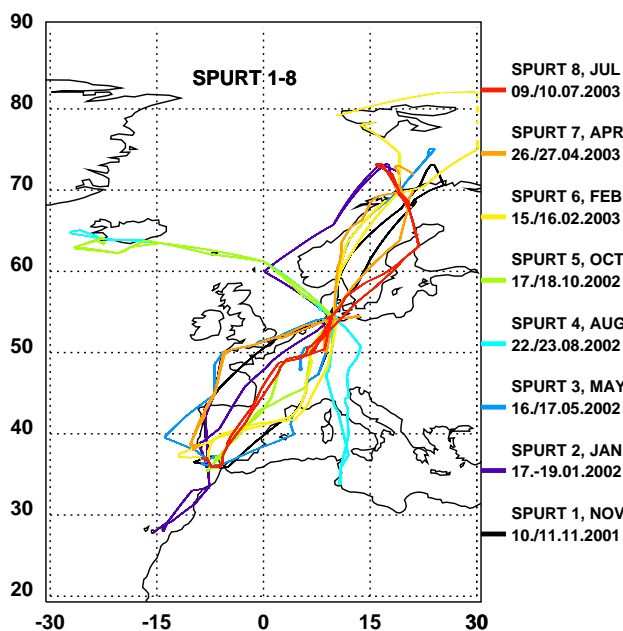 90
80
70
60
50
40
30
20
-30
-15
0
15
30
SPURT 1-8
SPURT 8, JUL
09./10.07.2003
SPURT 7, APR
26./27.04.2003
SPURT 6, FEB
15./16.02.2003
SPURT 5, OCT
17./18.10.2002
SPURT 4, AUG
22./23.08.2002
SPURT 3, MAY
16./17.05.2002
SPURT 2, JAN
17.-19.01.2002
SPURT 1, NOV
10./11.11.2001